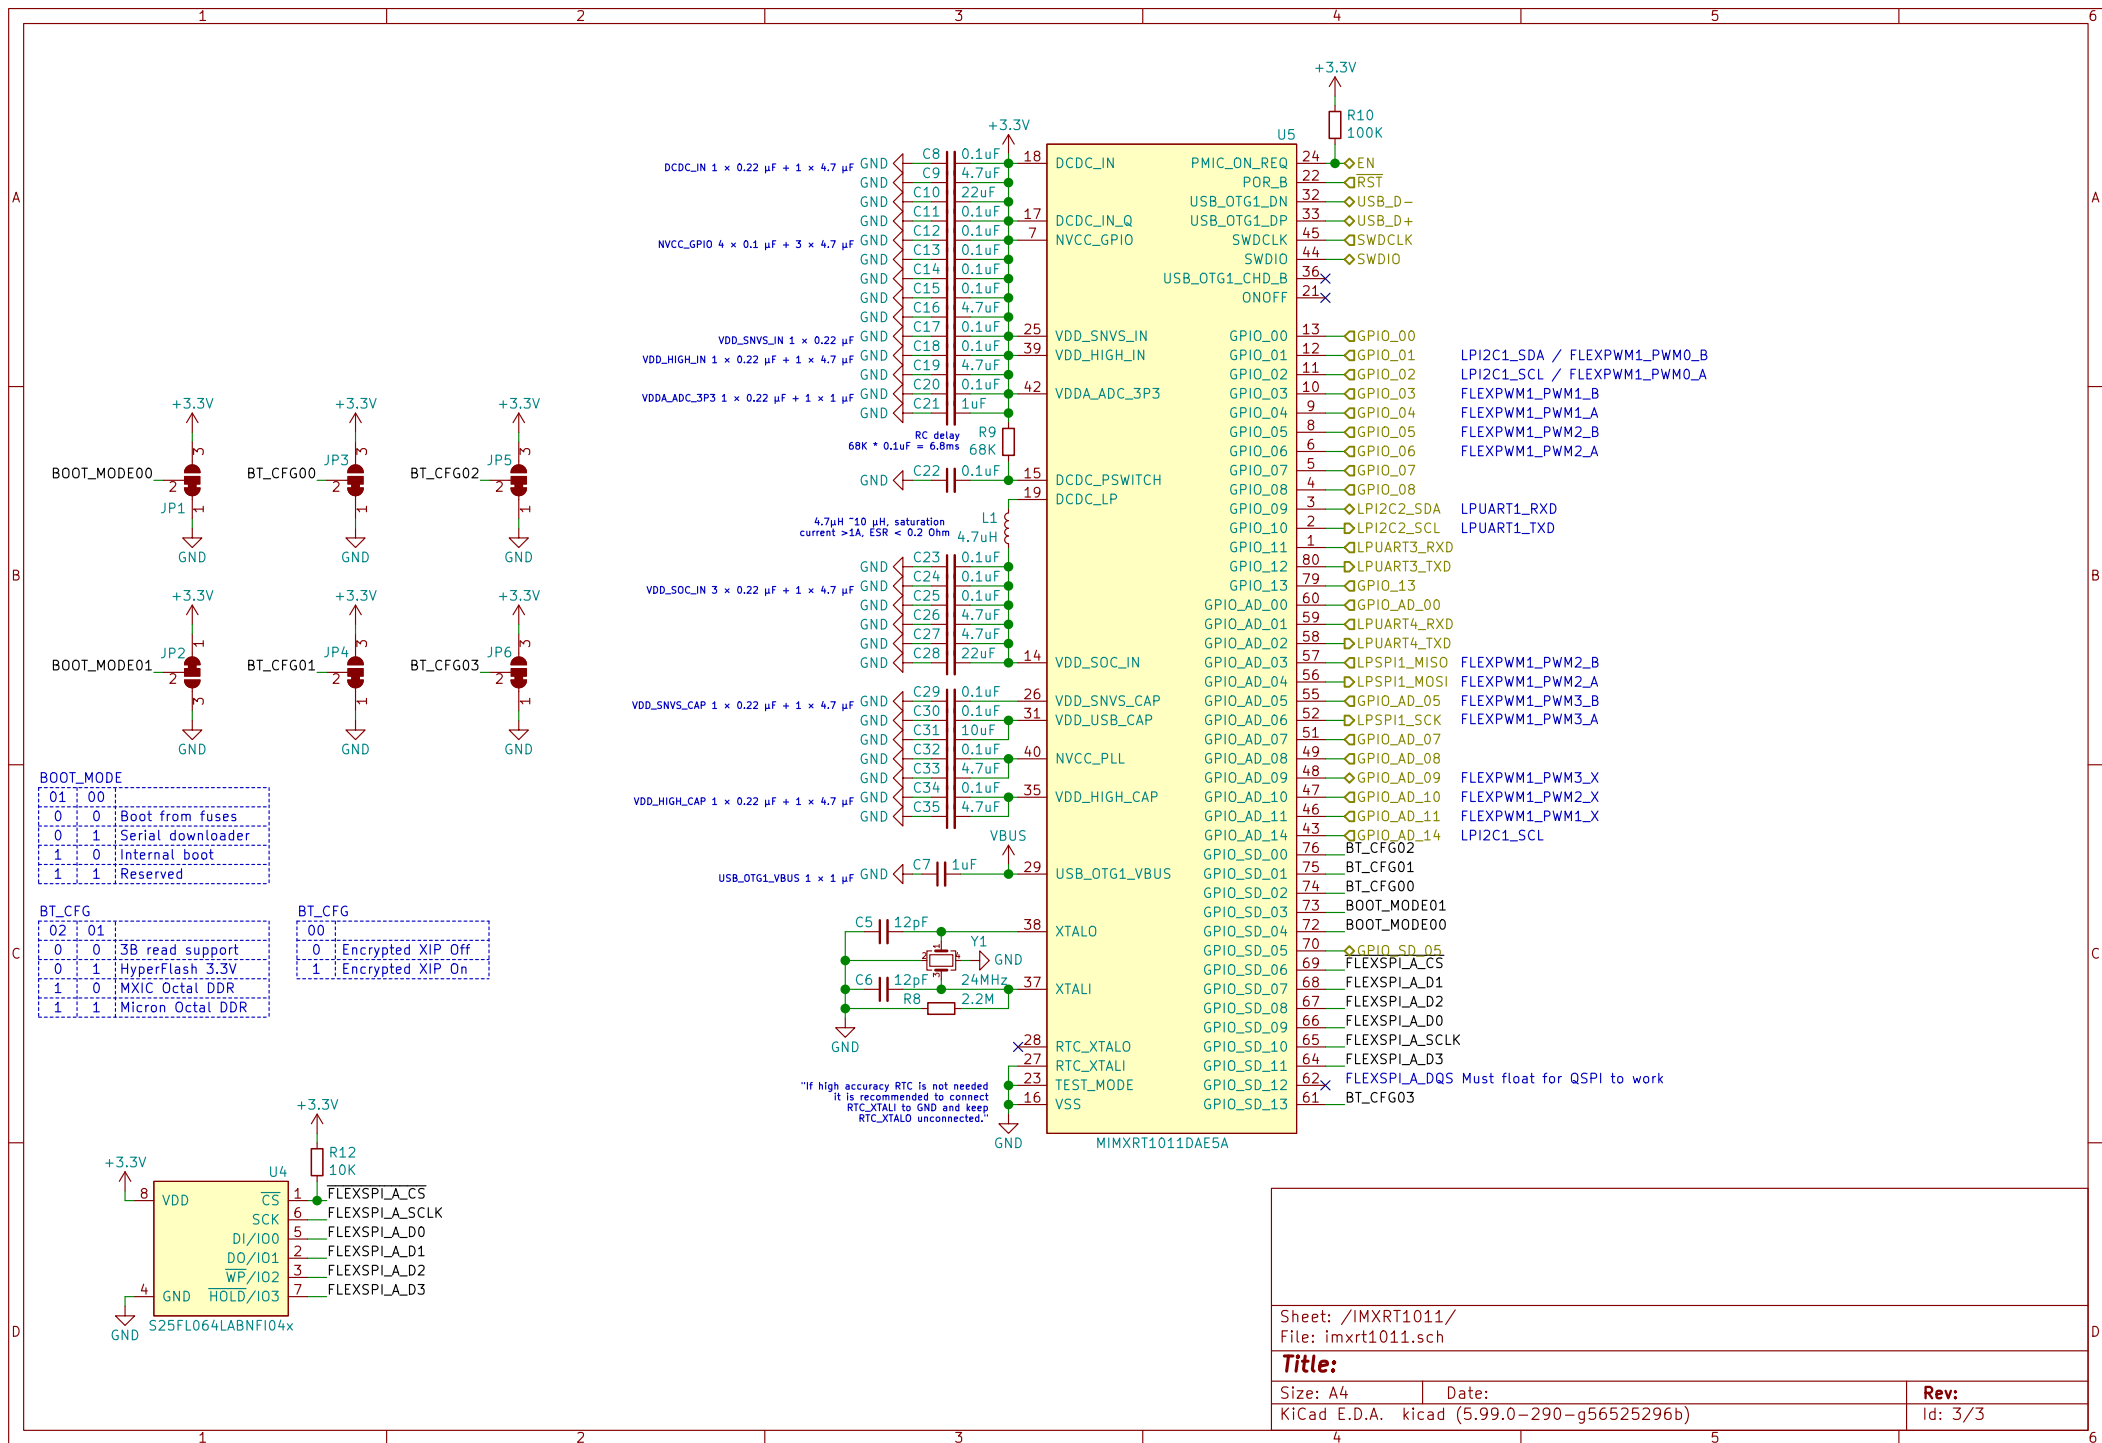 1 2 3 4 5 6
A A
B B
C C
D D
1 2 3 4 5 6
+3.3V
BOOT_MODE00
3
2
1
JP1
GND
+3.3V
BT_CFG00
JP3
3
2
1
GND
+3.3V
BT_CFG02
JP5
3
2
1
GND
+3.3V
BOOT_MODE01
JP2
1
2
3
GND
+3.3V
BT_CFG01
JP4
3
2
1
GND
+3.3V
BT_CFG03
JP6
3
2
1
GND
BOOT_MODE
01 00
0 0 Boot from fuses
0 1 Serial downloader
1 0 Internal boot
1 1 Reserved
BT_CFG
02 01
0 0 3B read support
0 1 HyperFlash 3.3V
1 0 MXIC Octal DDR
1 1 Micron Octal DDR
BT_CFG
00
0 Encrypted XIP Off
1 Encrypted XIP On
+3.3V
R12
10K
+3.3V
U4
8 VDD
4 GND
GND
CS 1 FLEXSPI_A_CS
SCK 6 FLEXSPI_A_SCLK
DI/IO0 5 FLEXSPI_A_D0
DO/IO1 2 FLEXSPI_A_D1
WP/IO2 3 FLEXSPI_A_D2
HOLD/IO3 7 FLEXSPI_A_D3
S25FL064LABNFI04x
+3.3V
DCDC_IN 1 × 0.22 µF + 1 × 4.7 µF GND C8 0.1uF 18 DCDC_IN
GND C9 4.7uF
GND C10 22uF
GND C11 0.1uF 17 DCDC_IN_Q
NVCC_GPIO 4 × 0.1 µF + 3 × 4.7 µF GND C12 0.1uF 7 NVCC_GPIO
GND C13 0.1uF
GND C14 0.1uF
GND C15 0.1uF
GND C16 4.7uF
VDD_SNVS_IN 1 × 0.22 µF GND C17 0.1uF 25 VDD_SNVS_IN
VDD_HIGH_IN 1 × 0.22 µF + 1 × 4.7 µF GND C18 0.1uF 39 VDD_HIGH_IN
GND C19 4.7uF
VDDA_ADC_3P3 1 × 0.22 µF + 1 × 1 µF GND C20 0.1uF 42 VDDA_ADC_3P3
GND C21 1uF
RC delay
68K * 0.1uF = 6.8ms
R9
68K
GND C22 0.1uF 15 DCDC_PSWITCH
19 DCDC_LP
4.7µH ~10 µH, saturation
current >1A, ESR < 0.2 Ohm
L1
4.7uH
GND C23 0.1uF
GND C24 0.1uF
VDD_SOC_IN 3 × 0.22 µF + 1 × 4.7 µF GND C25 0.1uF
GND C26 4.7uF
GND C27 4.7uF
GND C28 22uF 14 VDD_SOC_IN
VDD_SNVS_CAP 1 × 0.22 µF + 1 × 4.7 µF GND C29 0.1uF 26 VDD_SNVS_CAP
GND C30 0.1uF 31 VDD_USB_CAP
GND C31 10uF
GND C32 0.1uF 40 NVCC_PLL
GND C33 4.7uF
VDD_HIGH_CAP 1 × 0.22 µF + 1 × 4.7 µF GND C34 0.1uF 35 VDD_HIGH_CAP
GND C35 4.7uF
VBUS
USB_OTG1_VBUS 1 × 1 µF GND C7 1uF 29 USB_OTG1_VBUS
C5 12pF 38 XTALO
1 2 3 4
Y1
GND
24MHz
C6 12pF 37 XTALI
R8 2.2M
GND
28 RTC_XTALO
27 RTC_XTALI
23 TEST_MODE
16 VSS
GND
"If high accuracy RTC is not needed
it is recommended to connect
RTC_XTALI to GND and keep
RTC_XTALO unconnected."
+3.3V
R10
100K
U5
PMIC_ON_REQ 24 EN
POR_B 22 RST
USB_OTG1_DN 32 USB_D-
USB_OTG1_DP 33 USB_D+
SWDCLK 45 SWDCLK
SWDIO 44 SWDIO
USB_OTG1_CHD_B 36
ONOFF 21
GPIO_00 13 GPIO_00
GPIO_01 12 GPIO_01 LPI2C1_SDA / FLEXPWM1_PWM0_B
GPIO_02 11 GPIO_02 LPI2C1_SCL / FLEXPWM1_PWM0_A
GPIO_03 10 GPIO_03 FLEXPWM1_PWM1_B
GPIO_04 9 GPIO_04 FLEXPWM1_PWM1_A
GPIO_05 8 GPIO_05 FLEXPWM1_PWM2_B
GPIO_06 6 GPIO_06 FLEXPWM1_PWM2_A
GPIO_07 5 GPIO_07
GPIO_08 4 GPIO_08
GPIO_09 3 LPI2C2_SDA LPUART1_RXD
GPIO_10 2 LPI2C2_SCL LPUART1_TXD
GPIO_11 1 LPUART3_RXD
GPIO_12 80 LPUART3_TXD
GPIO_13 79 GPIO_13
GPIO_AD_00 60 GPIO_AD_00
GPIO_AD_01 59 LPUART4_RXD
GPIO_AD_02 58 LPUART4_TXD
GPIO_AD_03 57 LPSPI1_MISO FLEXPWM1_PWM2_B
GPIO_AD_04 56 LPSPI1_MOSI FLEXPWM1_PWM2_A
GPIO_AD_05 55 GPIO_AD_05 FLEXPWM1_PWM3_B
GPIO_AD_06 52 LPSPI1_SCK FLEXPWM1_PWM3_A
GPIO_AD_07 51 GPIO_AD_07
GPIO_AD_08 49 GPIO_AD_08
GPIO_AD_09 48 GPIO_AD_09 FLEXPWM1_PWM3_X
GPIO_AD_10 47 GPIO_AD_10 FLEXPWM1_PWM2_X
GPIO_AD_11 46 GPIO_AD_11 FLEXPWM1_PWM1_X
GPIO_AD_14 43 GPIO_AD_14 LPI2C1_SCL
GPIO_SD_00 76 BT_CFG02
GPIO_SD_01 75 BT_CFG01
GPIO_SD_02 74 BT_CFG00
GPIO_SD_03 73 BOOT_MODE01
GPIO_SD_04 72 BOOT_MODE00
GPIO_SD_05 70 GPIO_SD_05
GPIO_SD_06 69 FLEXSPI_A_CS
GPIO_SD_07 68 FLEXSPI_A_D1
GPIO_SD_08 67 FLEXSPI_A_D2
GPIO_SD_09 66 FLEXSPI_A_D0
GPIO_SD_10 65 FLEXSPI_A_SCLK
GPIO_SD_11 64 FLEXSPI_A_D3
GPIO_SD_12 62 FLEXSPI_A_DQS Must float for QSPI to work
GPIO_SD_13 61 BT_CFG03
MIMXRT1011DAE5A
Sheet: /IMXRT1011/
File: imxrt1011.sch
Title:
Size: A4 Date: Rev:
KiCad E.D.A. kicad (5.99.0-290-g56525296b) Id: 3/3